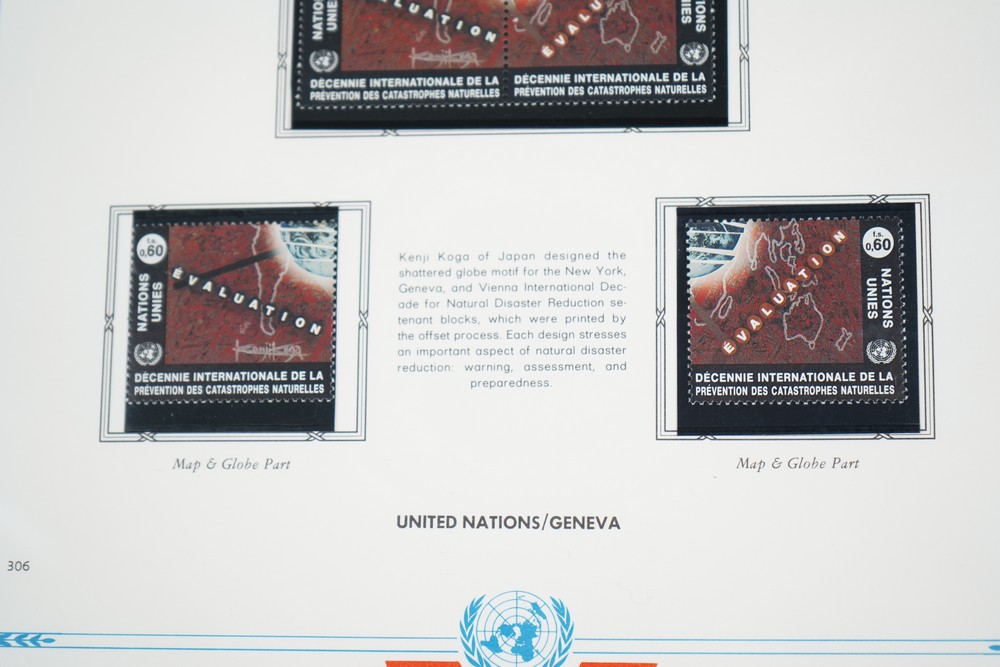 NATIONS
UNIES
ÉVALUATION
DÉCENNIE INTERNATIONALE DE LA
PRÉVENTION DES CATASTROPHES NATURELLES
ÉVALUA
NATIONS
UNIES
DÉCENNIE INTERNATIONALE DE LA
PRÉVENTION DES CATASTROPHES NATURELLES
f.s.
0,60
NATIONS
UNIES
ÉVALUATION
DÉCENNIE INTERNATIONALE DE LA
PRÉVENTION DES CATASTROPHES NATURELLES
Map & Globe Part
Kenji Koga of Japan designed the
shattered globe motif for the New York,
Geneva, and Vienna International Dec-
ade for Natural Disaster Reduction se-
tenant blocks, which were printed by
the offset process. Each design stresses
an important aspect of natural disaster
reduction: warning, assessment, and
preparedness.
f.s.
0,60
ÉVALUATION
NATIONS
UNIES
DÉCENNIE INTERNATIONALE DE LA
PRÉVENTION DES CATASTROPHES NATURELLES
Map & Globe Part
UNITED NATIONS/GENEVA
306